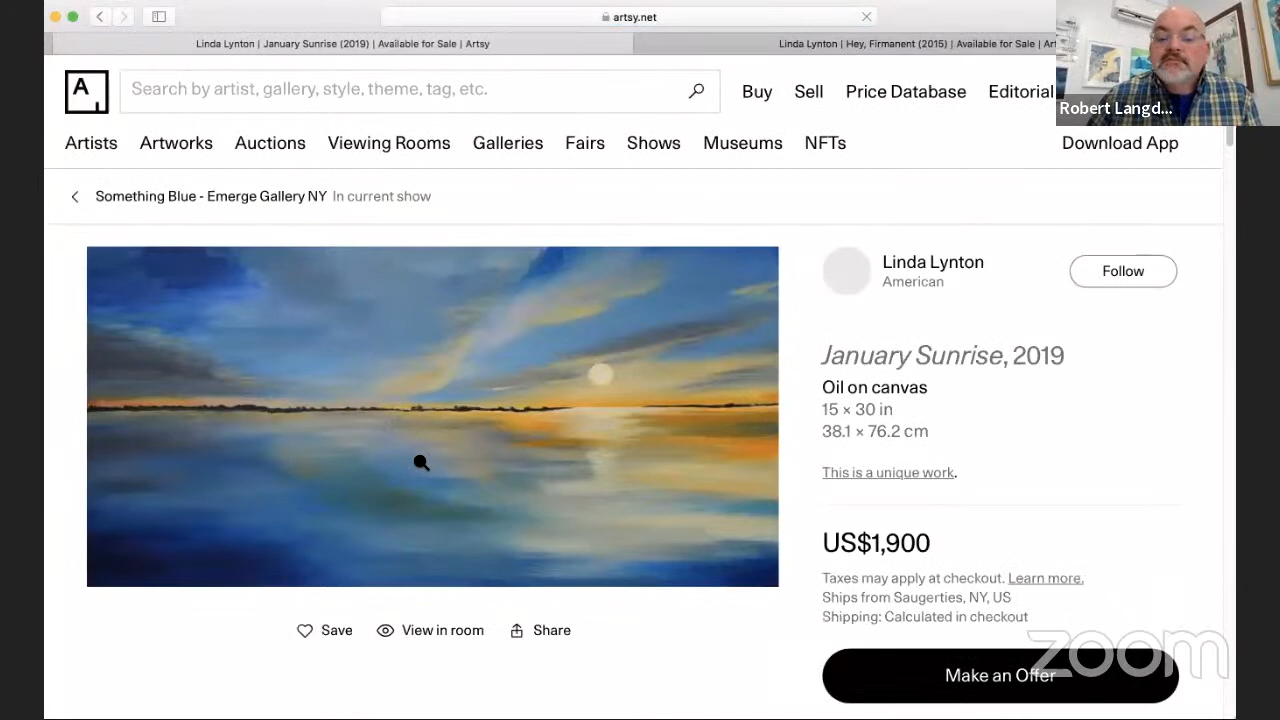 artsy.net
Linda Lynton | January Sunrise (2019) | Available for Sale | Artsy
Linda Lynton | Hey, Firmanent (2015) | Available for Sale | Art
Robert Langd...
A
Search by artist, gallery, style, theme, tag, etc.
Buy Sell Price Database Editorial
Artists Artworks Auctions Viewing Rooms Galleries Fairs Shows Museums NFTs Download App
Something Blue - Emerge Gallery NY In current show
Linda Lynton
American
Follow
January Sunrise, 2019
Oil on canvas
15 × 30 in
38.1 × 76.2 cm
This is a unique work.
US$1,900
Taxes may apply at checkout. Learn more.
Ships from Saugerties, NY, US
Shipping: Calculated in checkout
Save View in room Share
Make an Offer
zoom